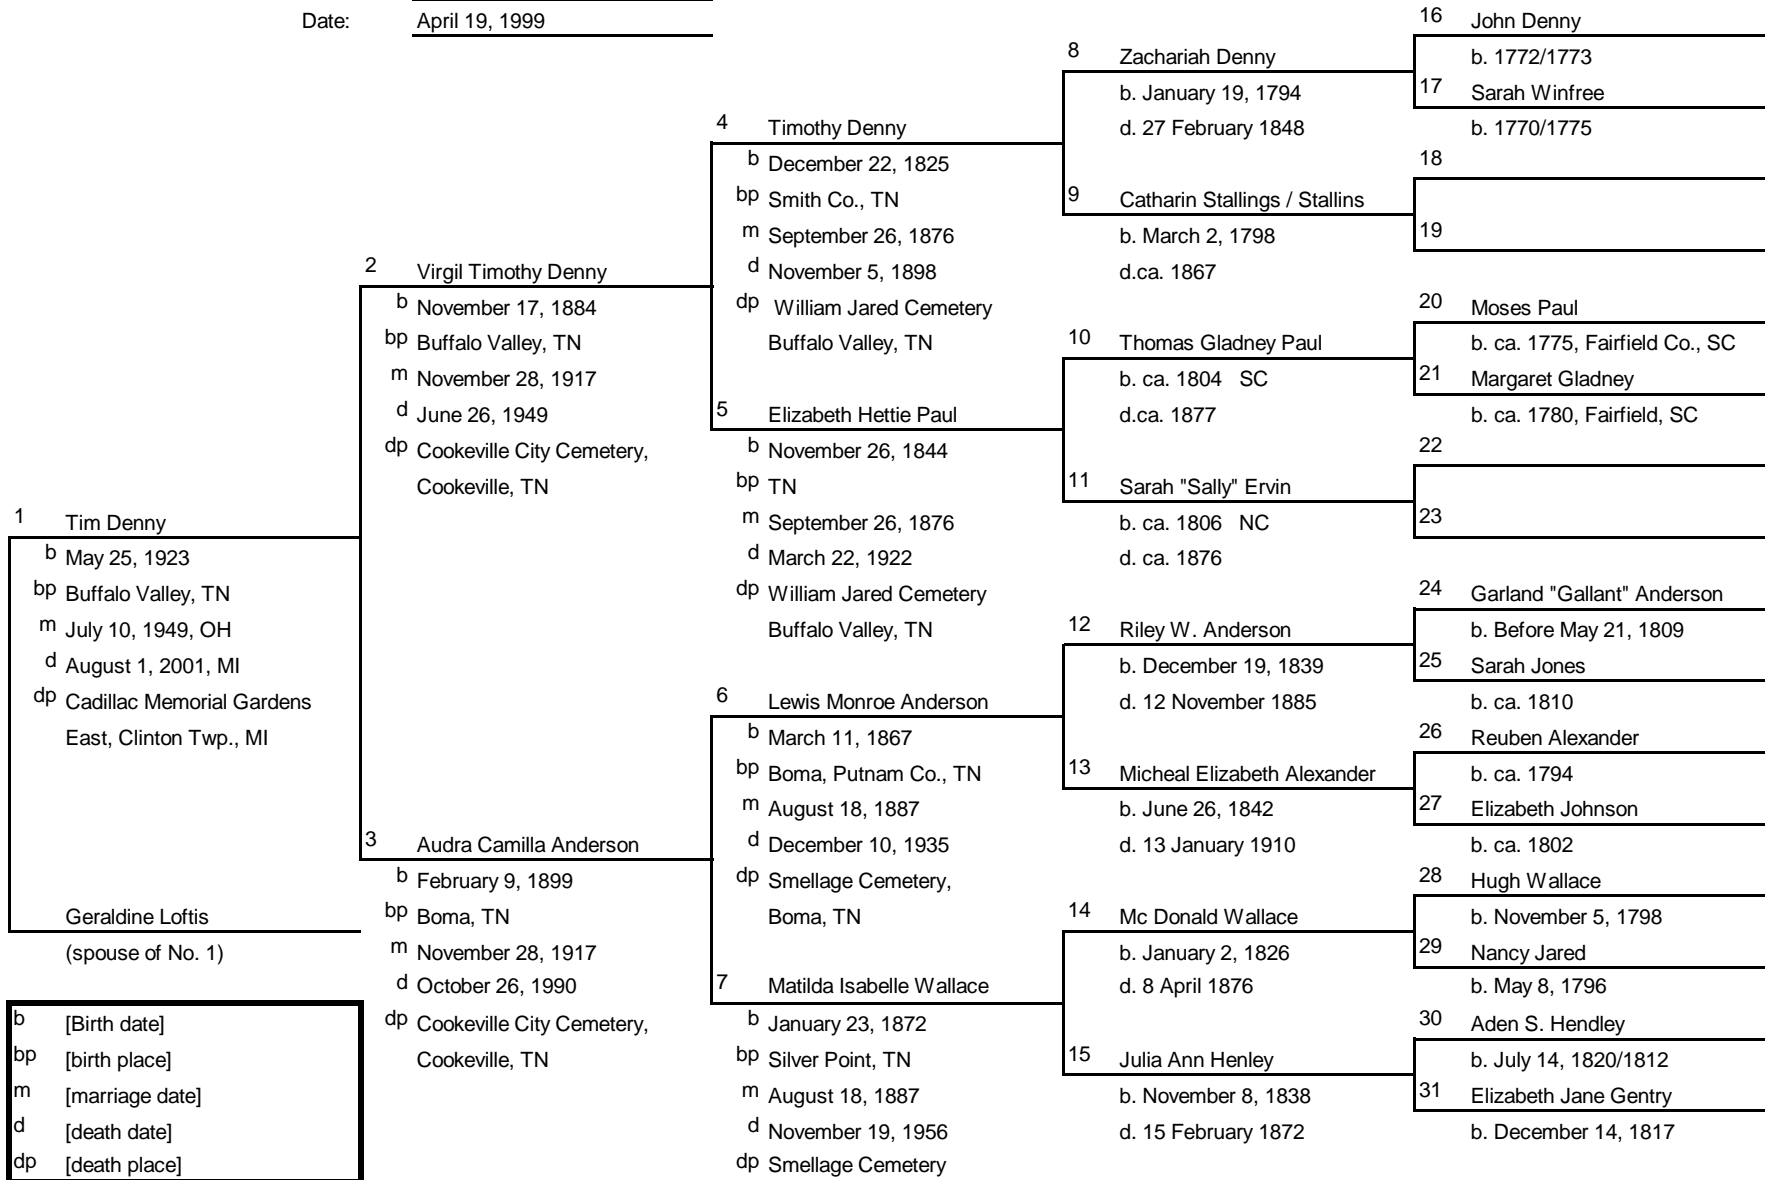 Date: April 19, 1999
1 Tim Denny
b May 25, 1923
bp Buffalo Valley, TN
m July 10, 1949, OH
d August 1, 2001, MI
dp Cadillac Memorial Gardens
East, Clinton Twp., MI
Geraldine Loftis
(spouse of No. 1)
b [Birth date]
bp [birth place]
m [marriage date]
d [death date]
dp [death place]
2 Virgil Timothy Denny
b November 17, 1884
bp Buffalo Valley, TN
m November 28, 1917
d June 26, 1949
dp Cookeville City Cemetery,
Cookeville, TN
3 Audra Camilla Anderson
b February 9, 1899
bp Boma, TN
m November 28, 1917
d October 26, 1990
dp Cookeville City Cemetery,
Cookeville, TN
4 Timothy Denny
b December 22, 1825
bp Smith Co., TN
m September 26, 1876
d November 5, 1898
dp William Jared Cemetery
Buffalo Valley, TN
5 Elizabeth Hettie Paul
b November 26, 1844
bp TN
m September 26, 1876
d March 22, 1922
dp William Jared Cemetery
Buffalo Valley, TN
6 Lewis Monroe Anderson
b March 11, 1867
bp Boma, Putnam Co., TN
m August 18, 1887
d December 10, 1935
dp Smellage Cemetery,
Boma, TN
7 Matilda Isabelle Wallace
b January 23, 1872
bp Silver Point, TN
m August 18, 1887
d November 19, 1956
dp Smellage Cemetery
8 Zachariah Denny
b. January 19, 1794
d. 27 February 1848
9 Catharin Stallings / Stallins
b. March 2, 1798
d.ca. 1867
10 Thomas Gladney Paul
b. ca. 1804 SC
d.ca. 1877
11 Sarah "Sally" Ervin
b. ca. 1806 NC
d. ca. 1876
12 Riley W. Anderson
b. December 19, 1839
d. 12 November 1885
13 Micheal Elizabeth Alexander
b. June 26, 1842
d. 13 January 1910
14 Mc Donald Wallace
b. January 2, 1826
d. 8 April 1876
15 Julia Ann Henley
b. November 8, 1838
d. 15 February 1872
16 John Denny
b. 1772/1773
17 Sarah Winfree
b. 1770/1775
18
19
20 Moses Paul
b. ca. 1775, Fairfield Co., SC
21 Margaret Gladney
b. ca. 1780, Fairfield, SC
22
23
24 Garland "Gallant" Anderson
b. Before May 21, 1809
25 Sarah Jones
b. ca. 1810
26 Reuben Alexander
b. ca. 1794
27 Elizabeth Johnson
b. ca. 1802
28 Hugh Wallace
b. November 5, 1798
29 Nancy Jared
b. May 8, 1796
30 Aden S. Hendley
b. July 14, 1820/1812
31 Elizabeth Jane Gentry
b. December 14, 1817